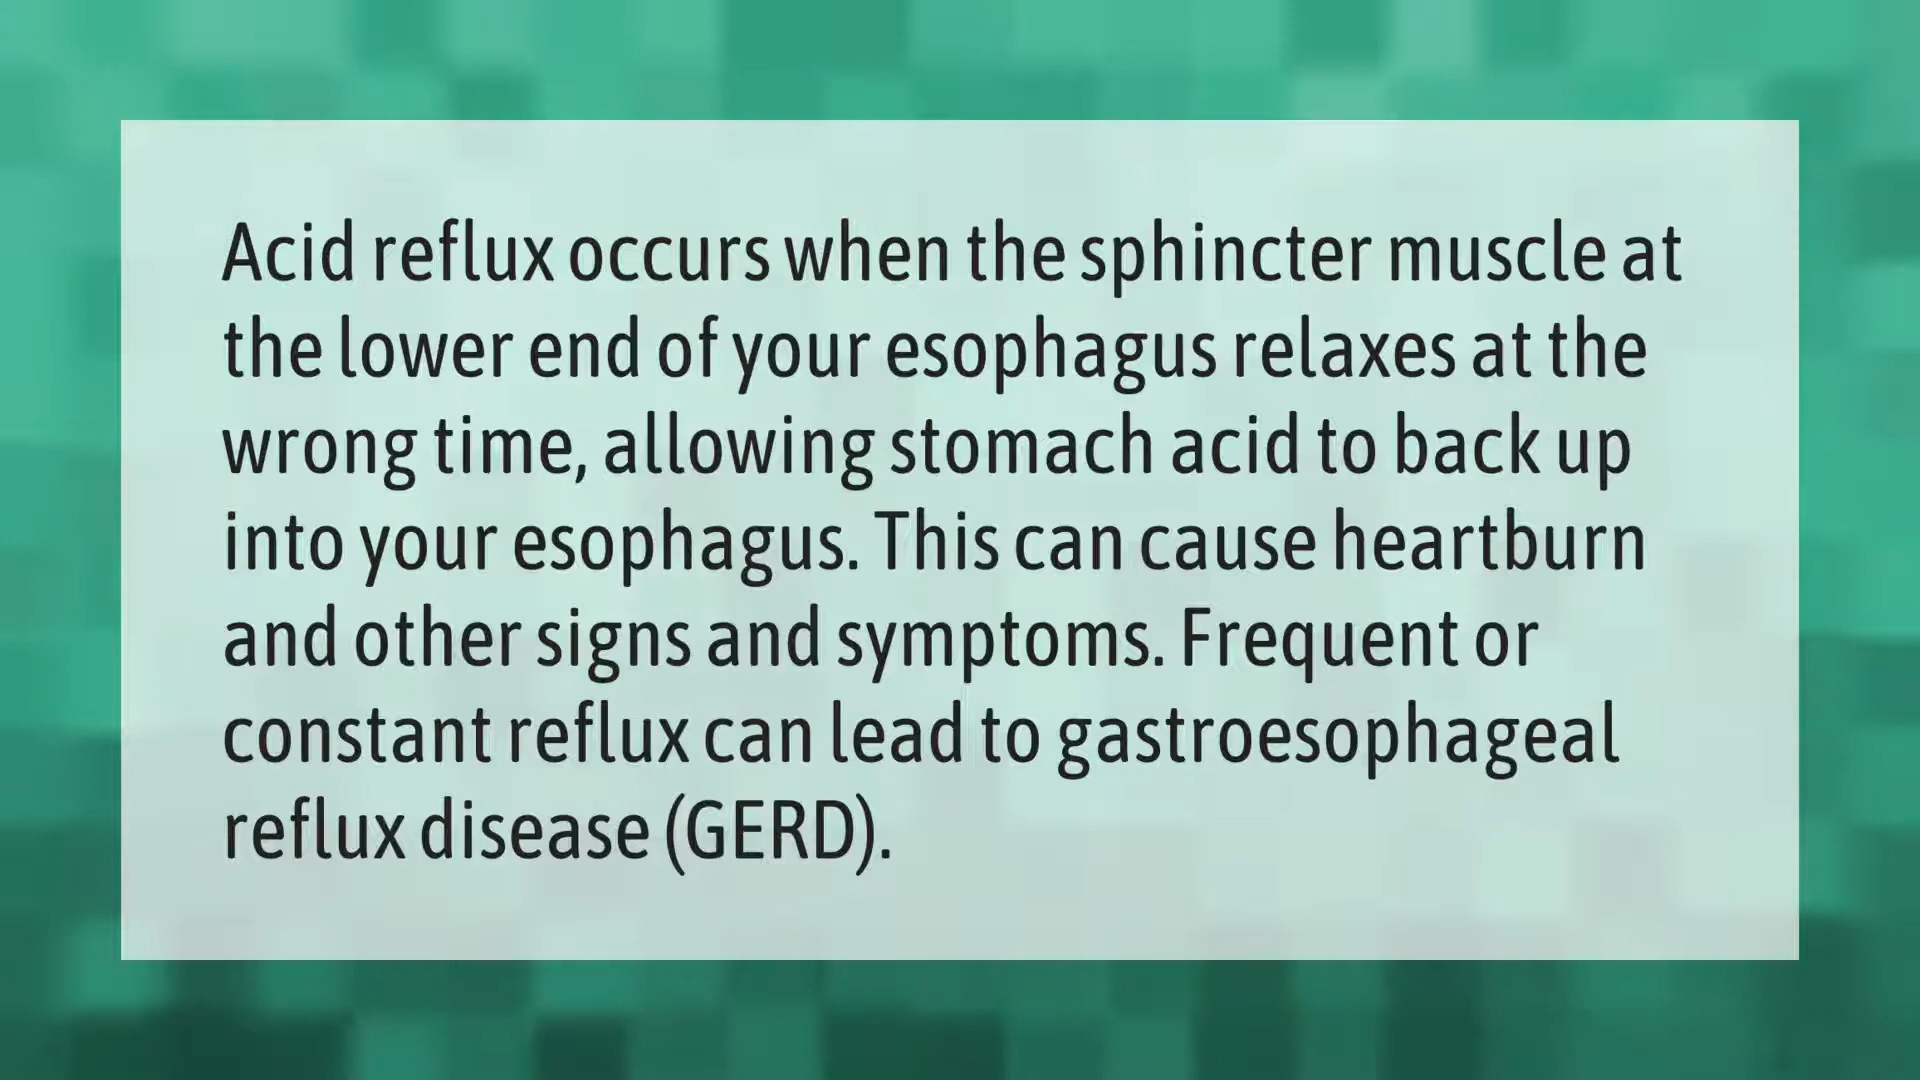 Acid reflux occurs when the sphincter muscle at
the lower end of your esophagus relaxes at the
wrong time, allowing stomach acid to back up
into your esophagus. This can cause heartburn
and other signs and symptoms. Frequent or
constant reflux can lead to gastroesophageal
reflux disease (GERD).